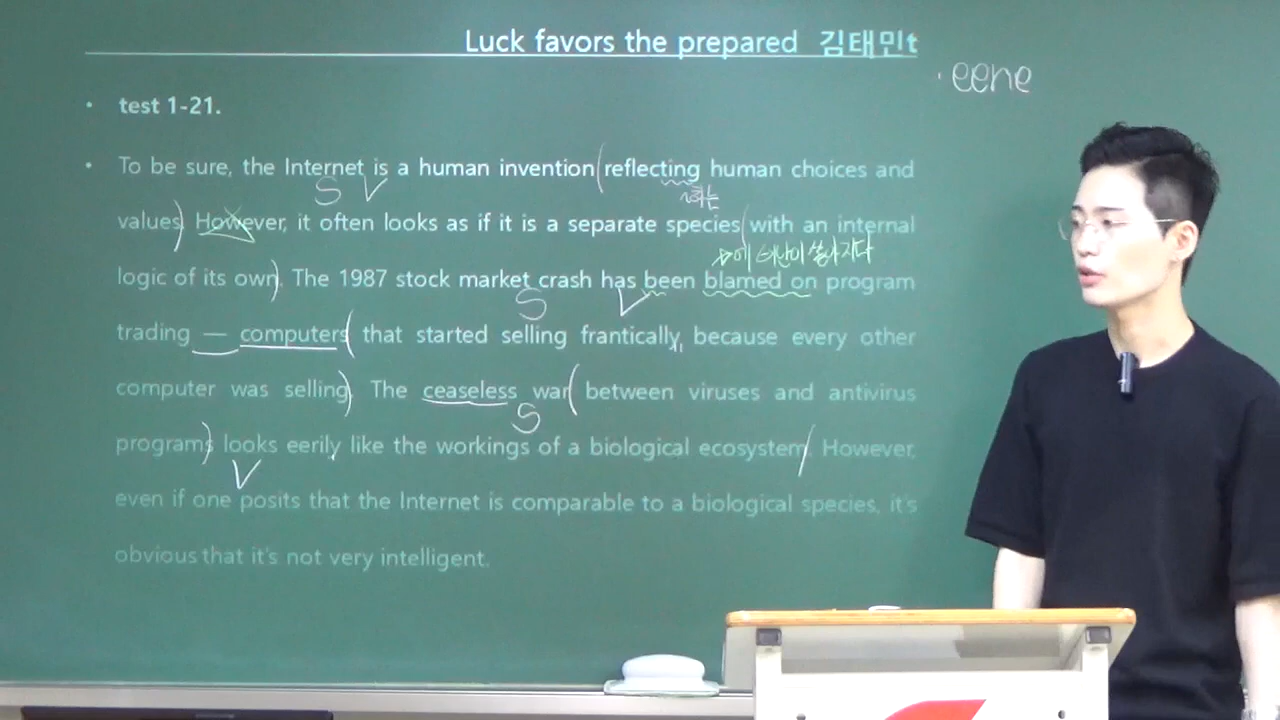 Luck favors the prepared 김태민t
·eene
• test 1-21.
• To be sure, the Internet is a human invention(reflecting human choices and
S V ~하는
values) However, it often looks as if it is a separate species(with an internal
logic of its own). The 1987 stock market crash has been blamed on program
S V
trading — computers( that started selling frantically, because every other
computer was selling). The ceaseless war( between viruses and antivirus
S
programs) looks eerily like the workings of a biological ecosystem/. However,
V
even if one posits that the Internet is comparable to a biological species, it's
obvious that it's not very intelligent.